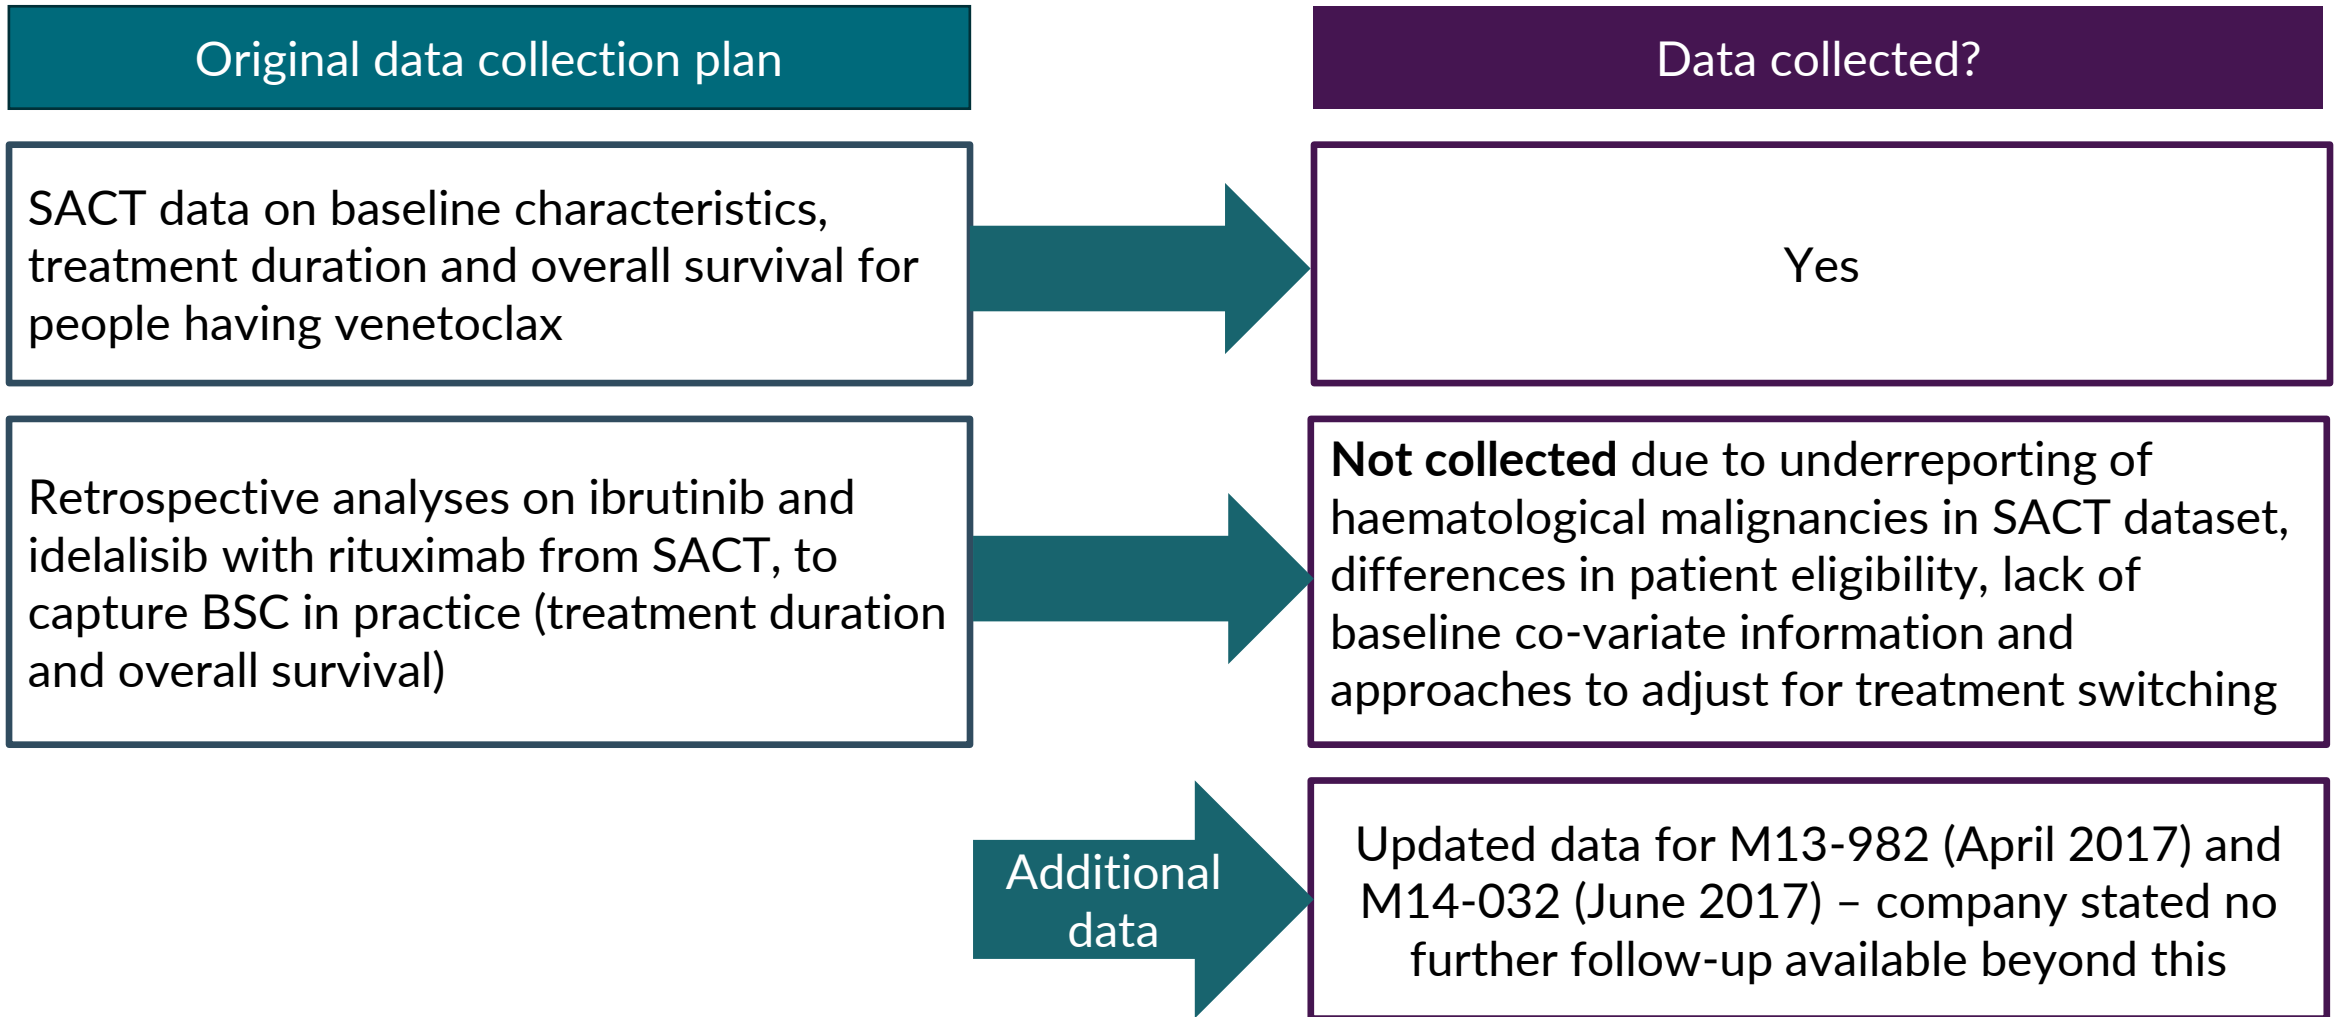 Original data collection plan
Data collected?
SACT data on baseline characteristics,
treatment duration and overall survival for
people having venetoclax
Yes
Retrospective analyses on ibrutinib and
idelalisib with rituximab from SACT, to
capture BSC in practice (treatment duration
and overall survival)
Not collected due to underreporting of
haematological malignancies in SACT dataset,
differences in patient eligibility, lack of
baseline co-variate information and
approaches to adjust for treatment switching
Additional
data
Updated data for M13-982 (April 2017) and
M14-032 (June 2017) – company stated no
further follow-up available beyond this